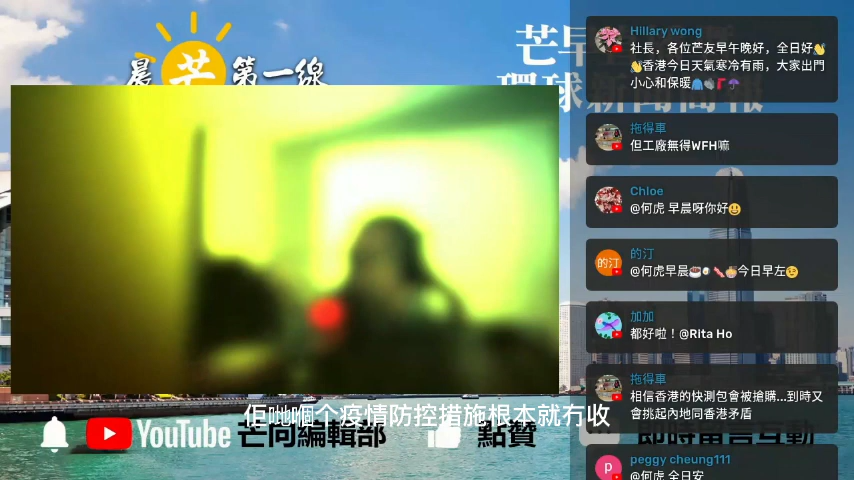 晨 芒 第一線
芒早
環球新聞簡報
Hillary wong
社長，各位芒友早午晚好，全日好👋
👋香港今日天氣寒冷有雨，大家出門
小心和保暖
拖得車
但工廠無得WFH嘛
Chloe
@何虎 早晨呀你好😃
的汀
的汀
@何虎早晨 今日早左😉
加加
都好啦！@Rita Ho
拖得車
相信香港的快測包會被搶購...到時又
會挑起內地同香港矛盾
p
peggy cheung111
@何虎 全日安
佢哋嗰个疫情防控措施根本就冇收
YouTube 芒向編輯部 點贊 即時留言互動